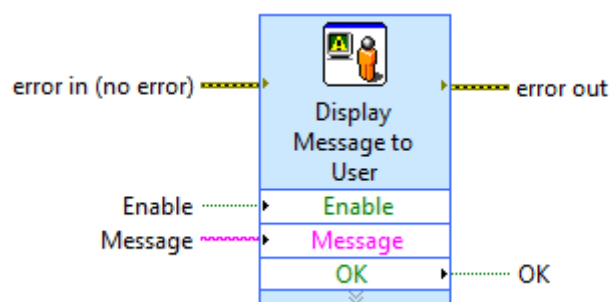 A
error in (no error)
error out
Display
Message to
User
Enable
Enable
Message
Message
OK
OK